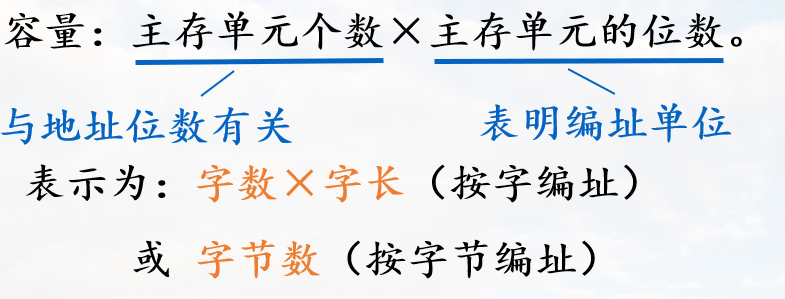 容量：主存单元个数×主存单元的位数。
与地址位数有关 表明编址单位
表示为：字数×字长（按字编址）
或 字节数（按字节编址）